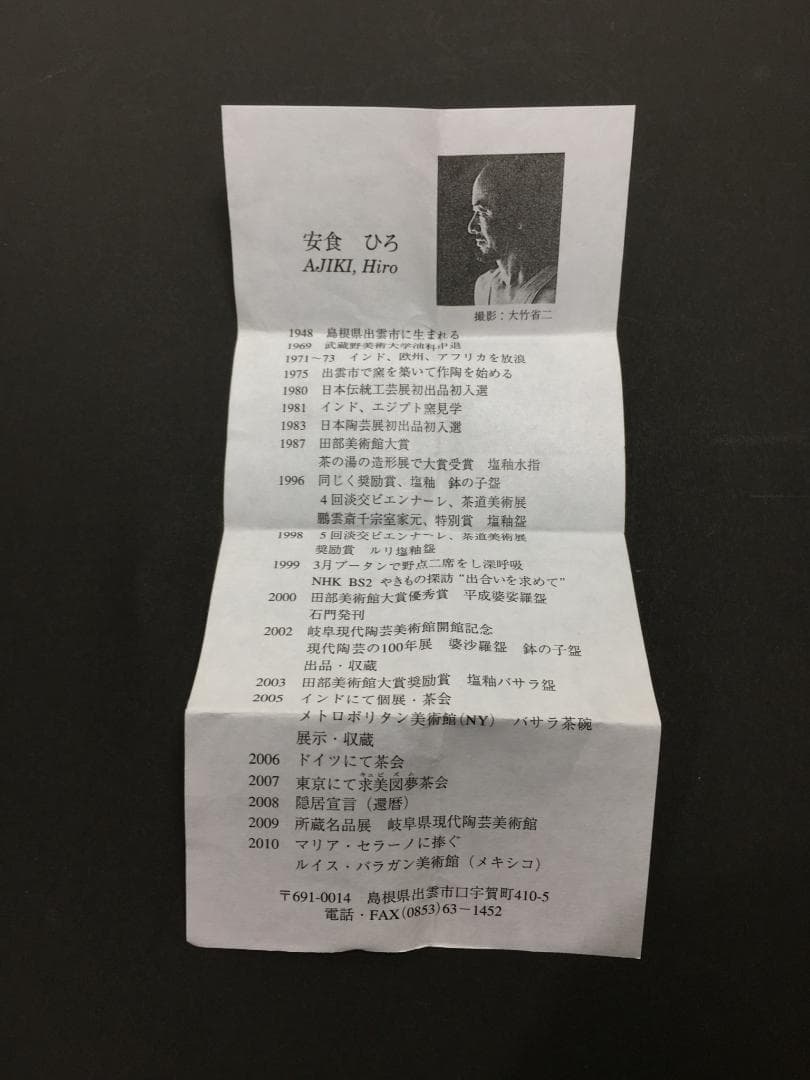 安食　ひろ
AJIKI, Hiro
撮影：大竹省二
1948　島根県出雲市に生まれる
1969　武蔵野美術大学油科中退
1971～73　インド、欧州、アフリカを放浪
1975　出雲市で窯を築いて作陶を始める
1980　日本伝統工芸展初出品初入選
1981　インド、エジプト窯見学
1983　日本陶芸展初出品初入選
1987　田部美術館大賞
茶の湯の造形展で大賞受賞　塩釉水指
1996　同じく奨励賞、塩釉　鉢の子盌
4回淡交ビエンナーレ、茶道美術展
鵬雲斎千宗室家元、特別賞　塩釉盌
1998　5回淡交ビエンナーレ、茶道美術展
奨励賞　ルリ塩釉盌
1999　3月ブータンで野点二席をし深呼吸
NHK BS2 やきもの探訪 "出合いを求めて"
2000　田部美術館大賞優秀賞　平成婆娑羅盌
石門発刊
2002　岐阜現代陶芸美術館開館記念
現代陶芸の100年展　婆沙羅盌　鉢の子盌
出品・収蔵
2003　田部美術館大賞奨励賞　塩釉バサラ盌
2005　インドにて個展・茶会
メトロポリタン美術館(NY)　バサラ茶碗
展示・収蔵
2006　ドイツにて茶会
2007　東京にて求美図夢茶会
2008　隠居宣言（還暦）
2009　所蔵名品展　岐阜県現代陶芸美術館
2010　マリア・セラーノに捧ぐ
ルイス・バラガン美術館（メキシコ）
〒691-0014　島根県出雲市口宇賀町410-5
電話・FAX(0853)63－1452